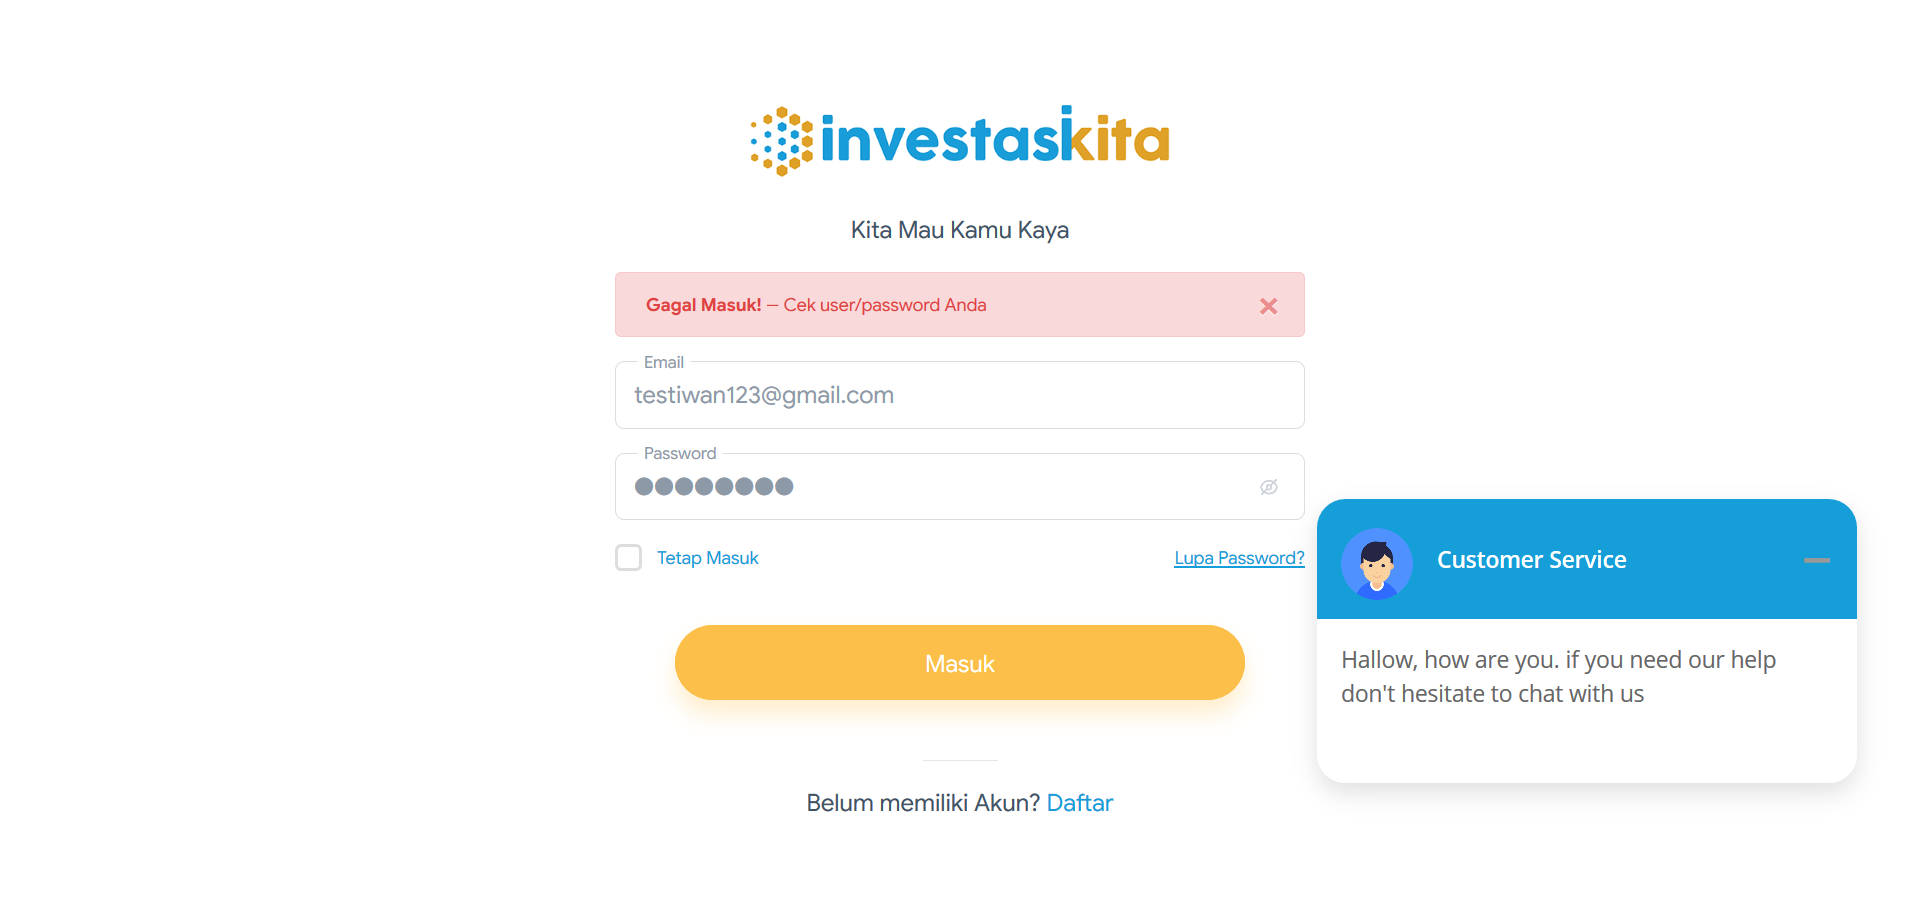 investasikita
Kita Mau Kamu Kaya
Gagal Masuk! — Cek user/password Anda
Email
testiwan123@gmail.com
Password
Tetap Masuk
Lupa Password?
Masuk
Belum memiliki Akun? Daftar
Customer Service
Hallow, how are you. if you need our help
don't hesitate to chat with us